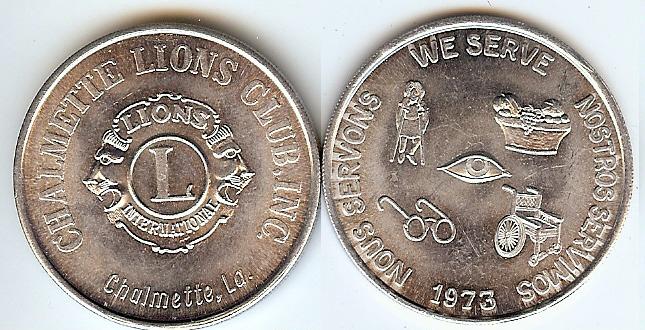 CHALMETTE LIONS CLUB, INC.
LIONS
L
INTERNATIONAL
Chalmette, La.
WE SERVE
NOUS SERVONS
NOSTROS SERVIMOS
1973